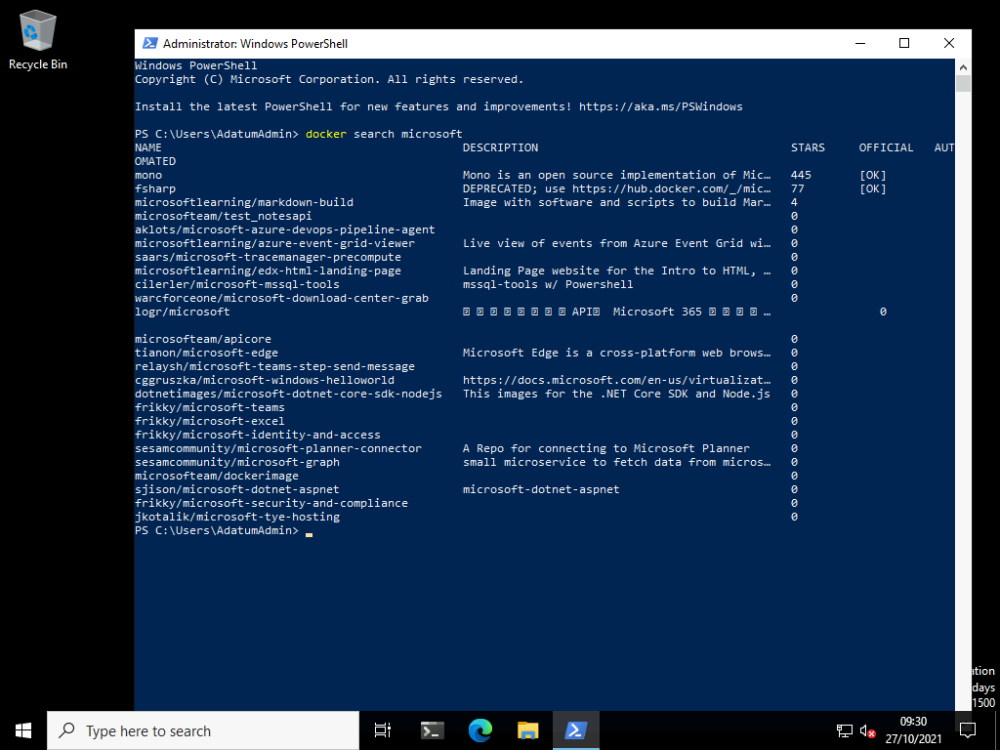 Recycle Bin
Administrator: Windows PowerShell
Windows PowerShell
Copyright (C) Microsoft Corporation. All rights reserved.
Install the latest PowerShell for new features and improvements! https://aka.ms/PSWindows
PS C:\Users\AdatumAdmin> docker search microsoft
NAME DESCRIPTION STARS OFFICIAL AUT
OMATED
mono Mono is an open source implementation of Mic… 445 [OK]
fsharp DEPRECATED; use https://hub.docker.com/_/mic… 77 [OK]
microsoftlearning/markdown-build Image with software and scripts to build Mar… 4
microsofteam/test_notesapi 0
aklots/microsoft-azure-devops-pipeline-agent 0
microsoftlearning/azure-event-grid-viewer Live view of events from Azure Event Grid wi… 0
saars/microsoft-tracemanager-precompute 0
microsoftlearning/edx-html-landing-page Landing Page website for the Intro to HTML, … 0
cilerler/microsoft-mssql-tools mssql-tools w/ Powershell 0
warcforceone/microsoft-download-center-grab 0
logr/microsoft API Microsoft 365 … 0
microsofteam/apicore 0
tianon/microsoft-edge Microsoft Edge is a cross-platform web brows… 0
relaysh/microsoft-teams-step-send-message 0
cggruszka/microsoft-windows-helloworld https://docs.microsoft.com/en-us/virtualizat… 0
dotnetimages/microsoft-dotnet-core-sdk-nodejs This images for the .NET Core SDK and Node.js 0
frikky/microsoft-teams 0
frikky/microsoft-excel 0
frikky/microsoft-identity-and-access 0
sesamcommunity/microsoft-planner-connector A Repo for connecting to Microsoft Planner 0
sesamcommunity/microsoft-graph small microservice to fetch data from micros… 0
microsofteam/dockerimage 0
sjison/microsoft-dotnet-aspnet microsoft-dotnet-aspnet 0
frikky/microsoft-security-and-compliance 0
jkotalik/microsoft-tye-hosting 0
PS C:\Users\AdatumAdmin>
ation
days
1500
Type here to search
09:30
27/10/2021